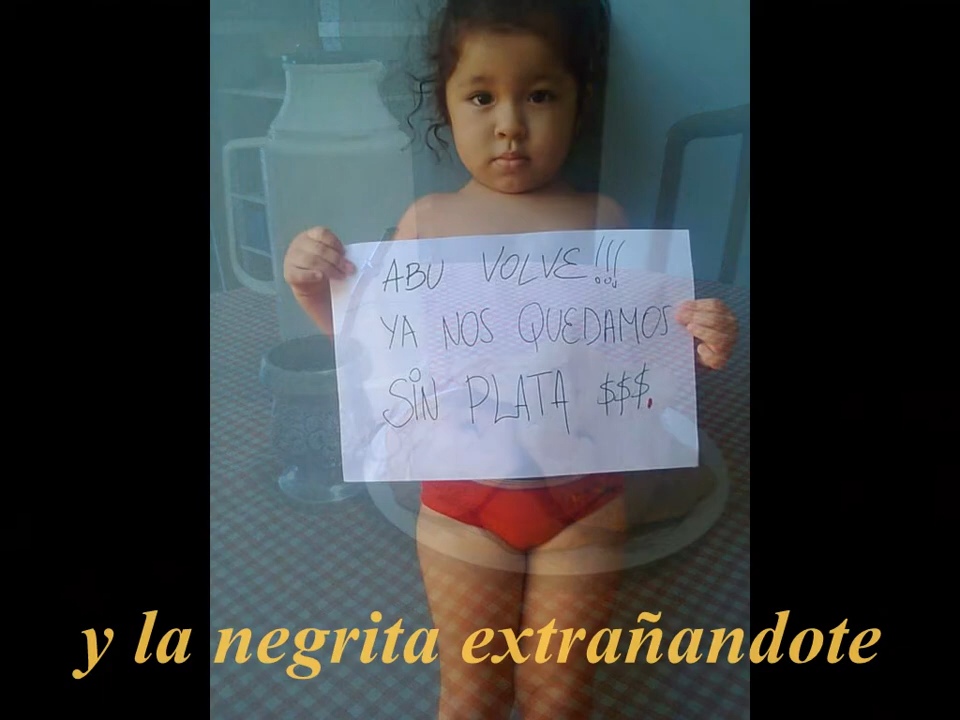 ABU VOLVE!!!
YA NOS QUEDAMOS
SiN PLATA $$$.
y la negrita extrañandote